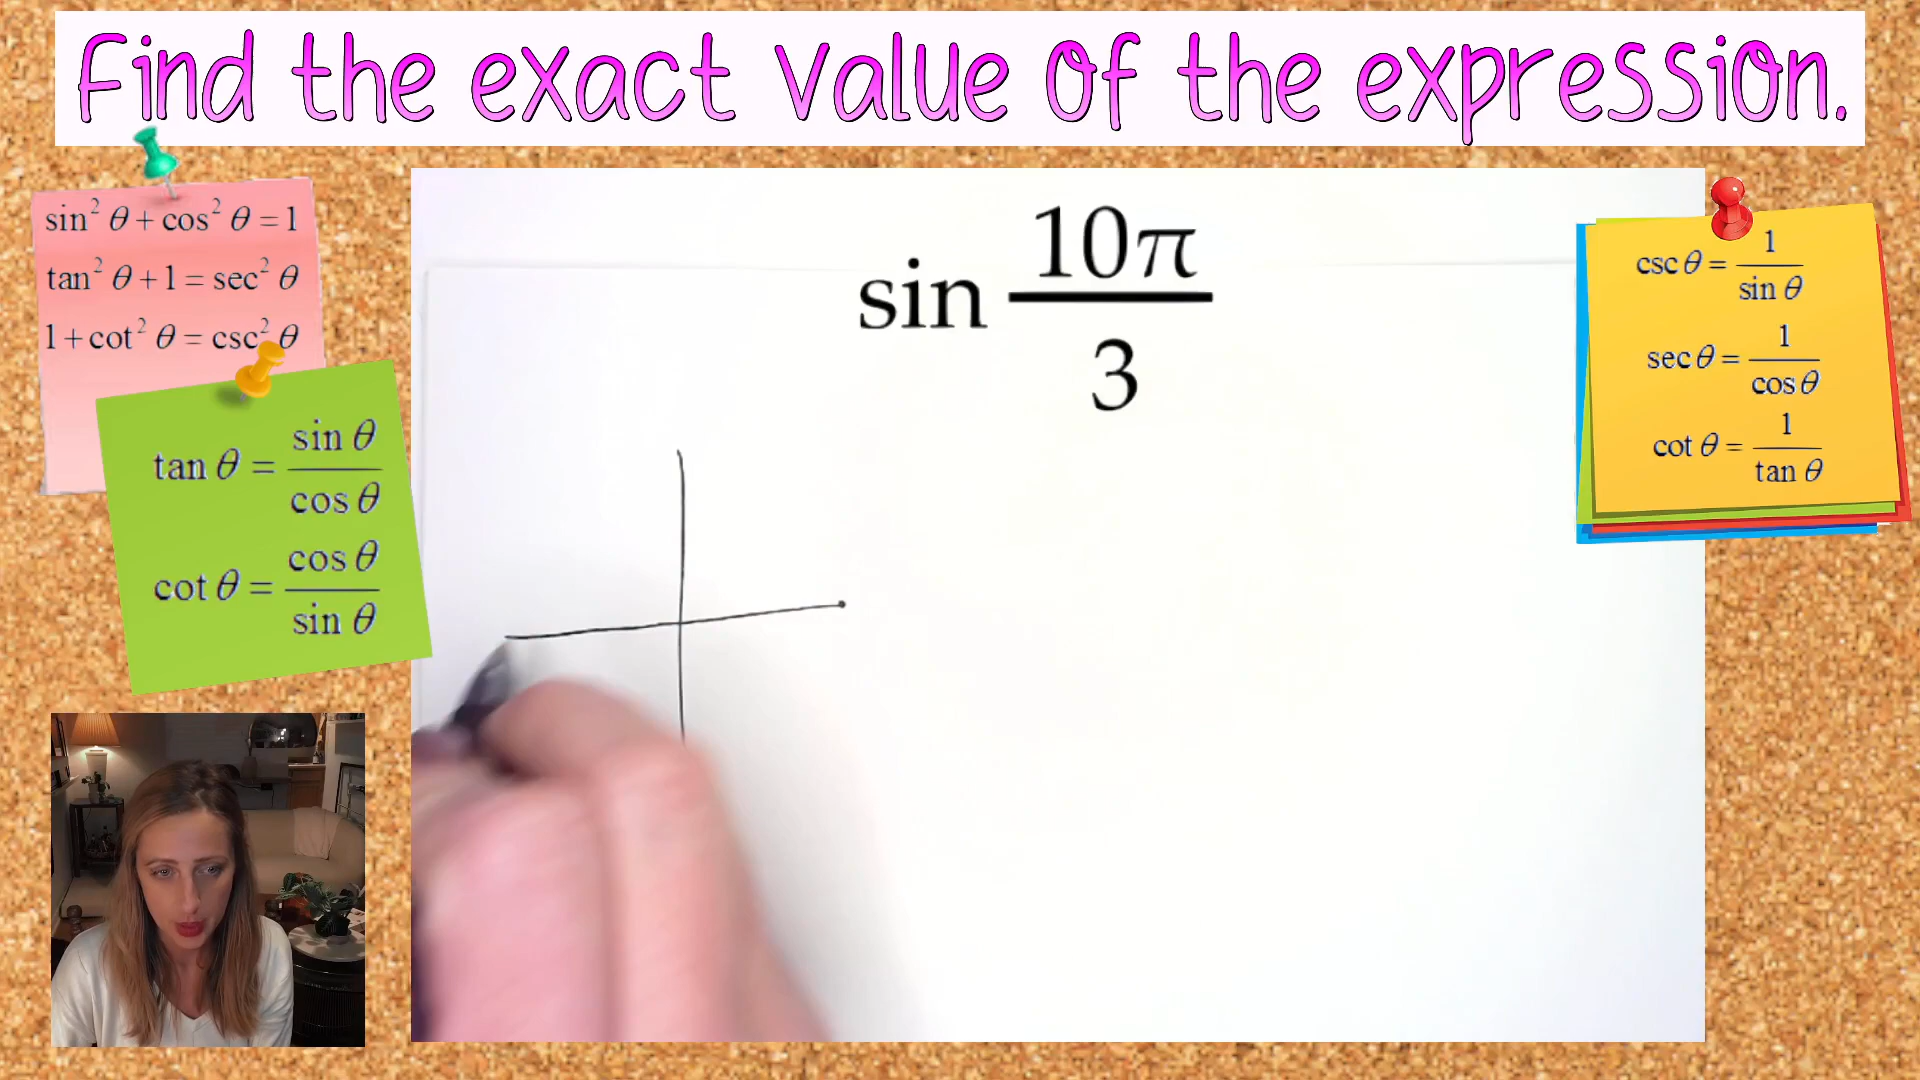 Find the exact value of the expression.
sin² θ + cos² θ = 1
tan² θ + 1 = sec² θ
1 + cot² θ = csc² θ
tan θ = sin θ / cos θ
cot θ = cos θ / sin θ
sin 10π / 3
csc θ = 1 / sin θ
sec θ = 1 / cos θ
cot θ = 1 / tan θ